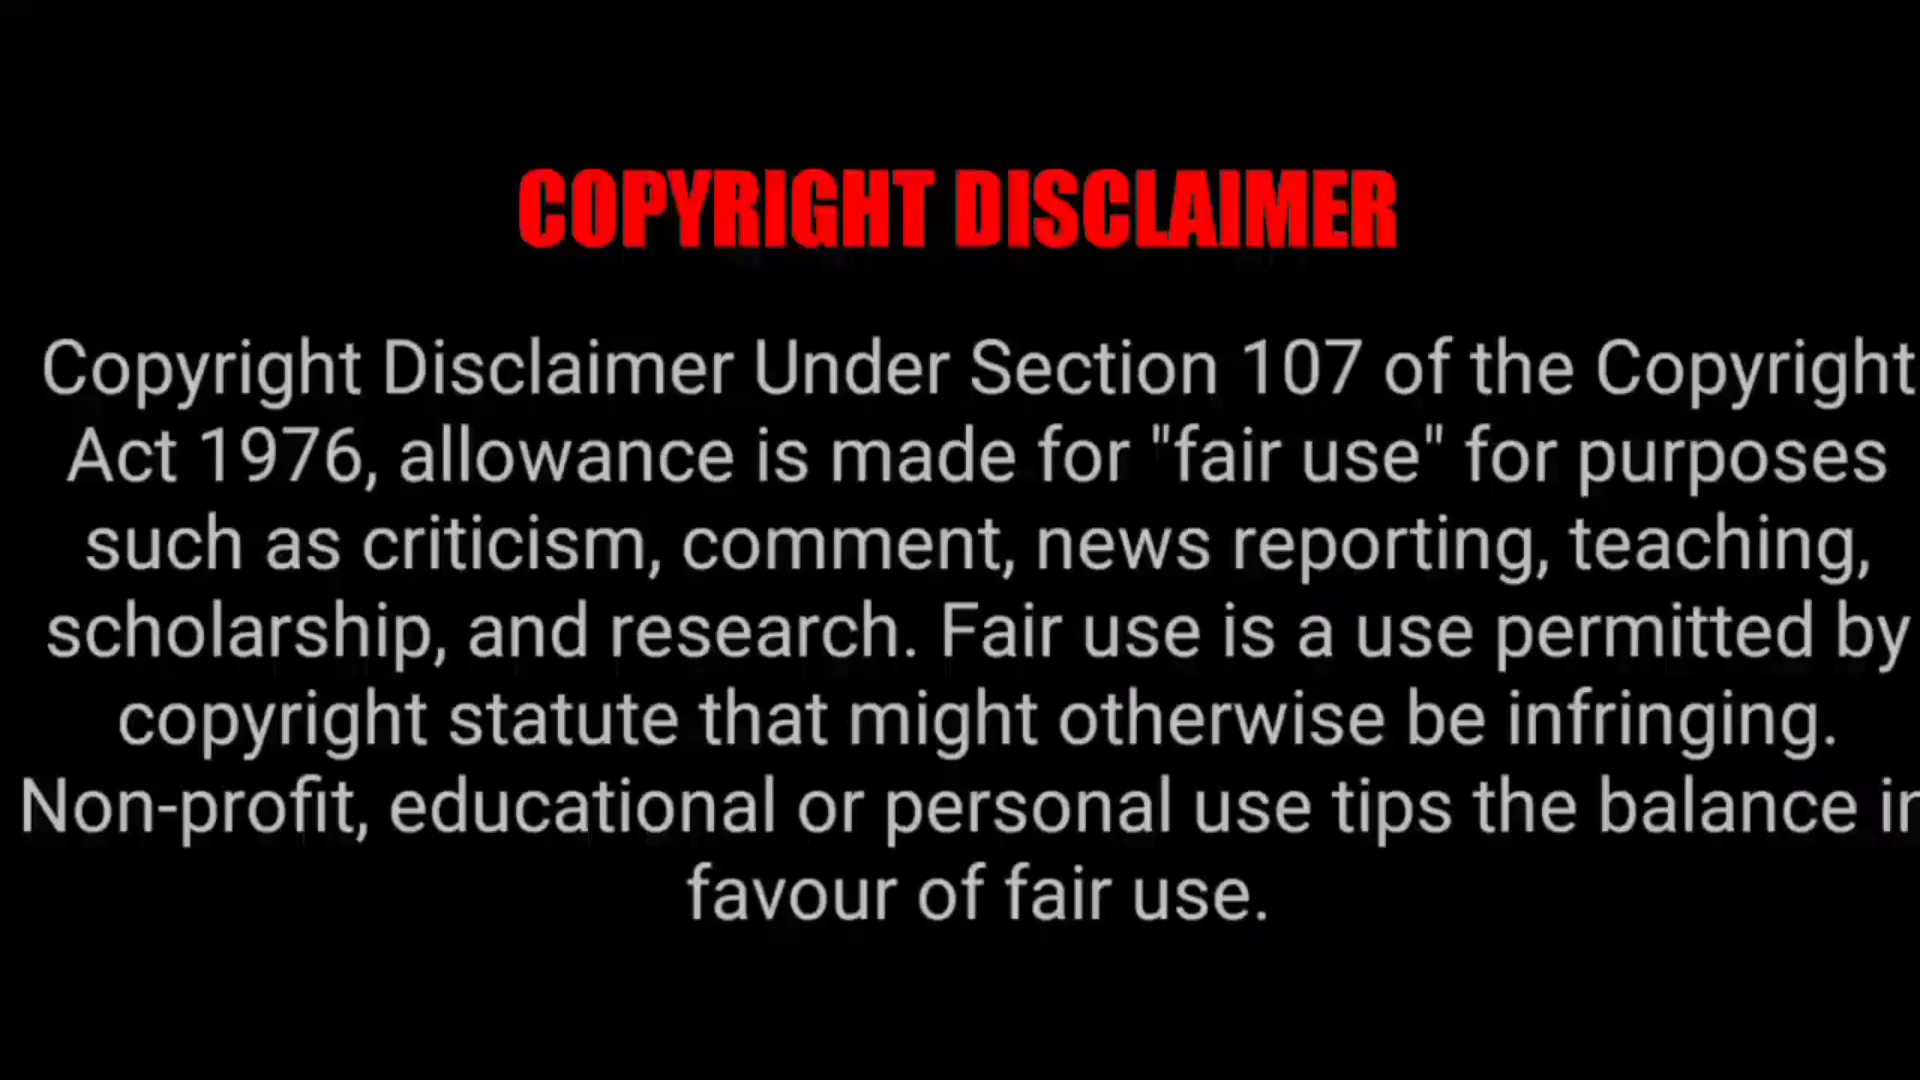 COPYRIGHT DISCLAIMER
Copyright Disclaimer Under Section 107 of the Copyright
Act 1976, allowance is made for "fair use" for purposes
such as criticism, comment, news reporting, teaching,
scholarship, and research. Fair use is a use permitted by
copyright statute that might otherwise be infringing.
Non-profit, educational or personal use tips the balance in
favour of fair use.